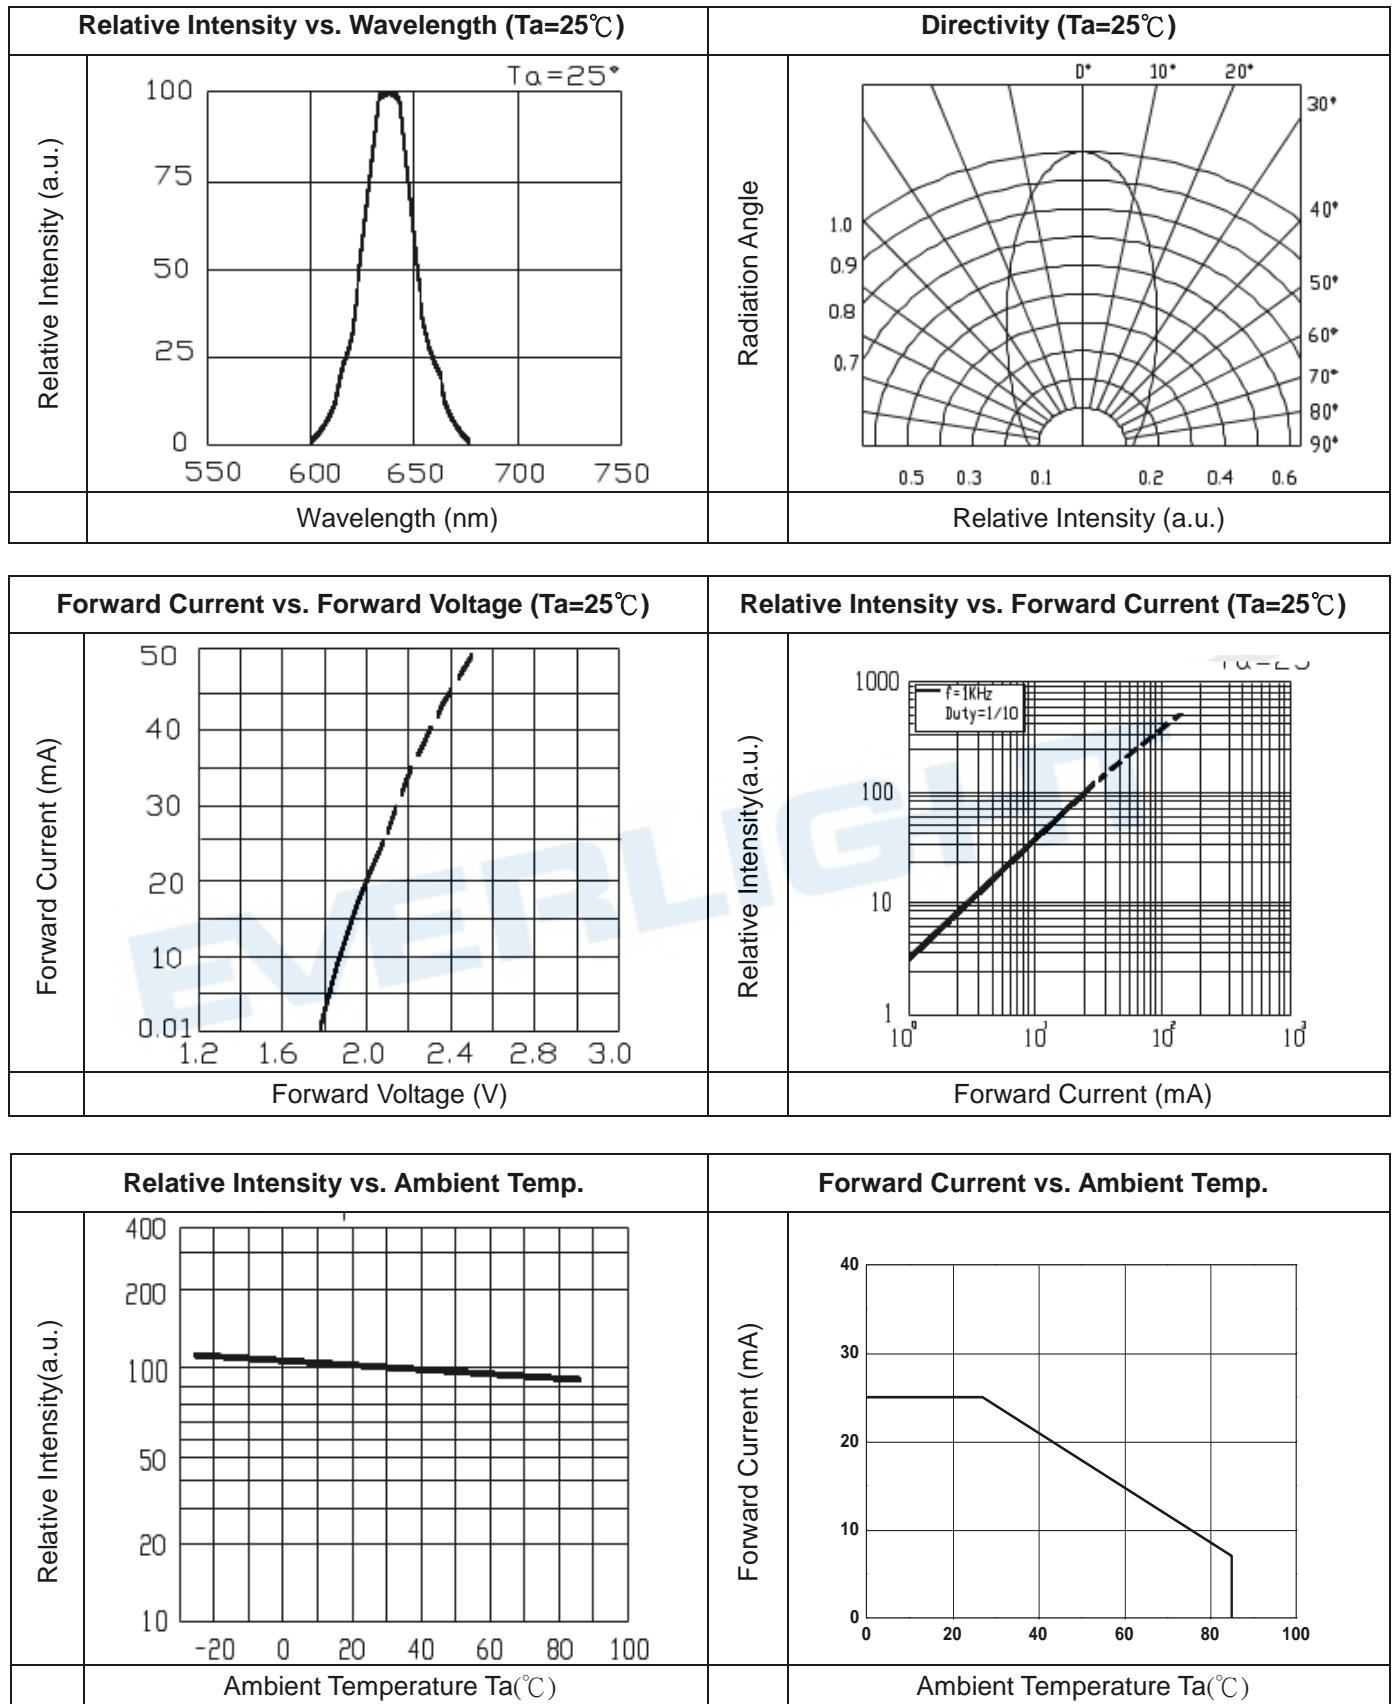 Relative Intensity vs. Wavelength (Ta=25℃)
Directivity (Ta=25℃)
Relative Intensity (a.u.)
Ta=25°
100
75
50
25
0
550 600 650 700 750
Wavelength (nm)
Radiation Angle
0° 10° 20°
30°
40°
50°
60°
70°
80°
90°
1.0
0.9
0.8
0.7
0.5 0.3 0.1 0.2 0.4 0.6
Relative Intensity (a.u.)
Forward Current vs. Forward Voltage (Ta=25℃)
Relative Intensity vs. Forward Current (Ta=25℃)
Forward Current (mA)
50
40
30
20
10
0.01
1.2 1.6 2.0 2.4 2.8 3.0
Forward Voltage (V)
Relative Intensity(a.u.)
Ta=25
f=1KHz
Duty=1/10
1000
100
10
1
10⁰ 10¹ 10² 10³
Forward Current (mA)
EVERLIGHT
Relative Intensity vs. Ambient Temp.
Forward Current vs. Ambient Temp.
Relative Intensity(a.u.)
400
200
100
50
20
10
-20 0 20 40 60 80 100
Ambient Temperature Ta(℃)
Forward Current (mA)
40
30
20
10
0
0 20 40 60 80 100
Ambient Temperature Ta(℃)